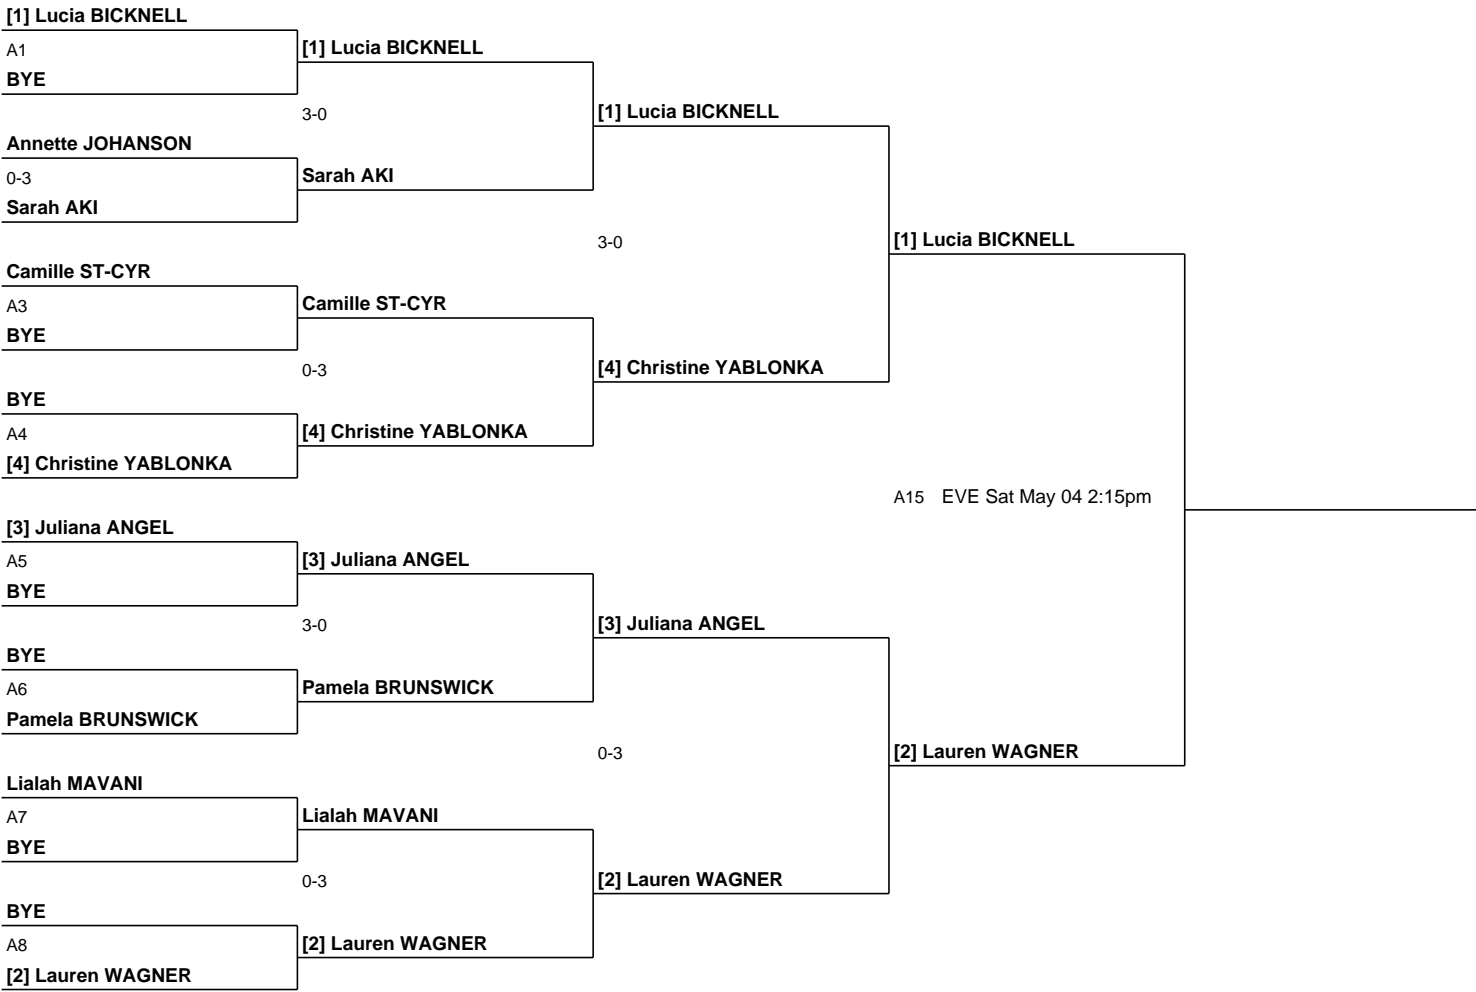 [1] Lucia BICKNELL
A1
[1] Lucia BICKNELL
BYE
3-0
[1] Lucia BICKNELL
Annette JOHANSON
0-3
Sarah AKI
Sarah AKI
3-0
[1] Lucia BICKNELL
Camille ST-CYR
A3
Camille ST-CYR
BYE
0-3
[4] Christine YABLONKA
BYE
A4
[4] Christine YABLONKA
[4] Christine YABLONKA
A15 EVE Sat May 04 2:15pm
[3] Juliana ANGEL
A5
[3] Juliana ANGEL
BYE
3-0
[3] Juliana ANGEL
BYE
A6
Pamela BRUNSWICK
Pamela BRUNSWICK
0-3
[2] Lauren WAGNER
Lialah MAVANI
A7
Lialah MAVANI
BYE
0-3
[2] Lauren WAGNER
BYE
A8
[2] Lauren WAGNER
[2] Lauren WAGNER